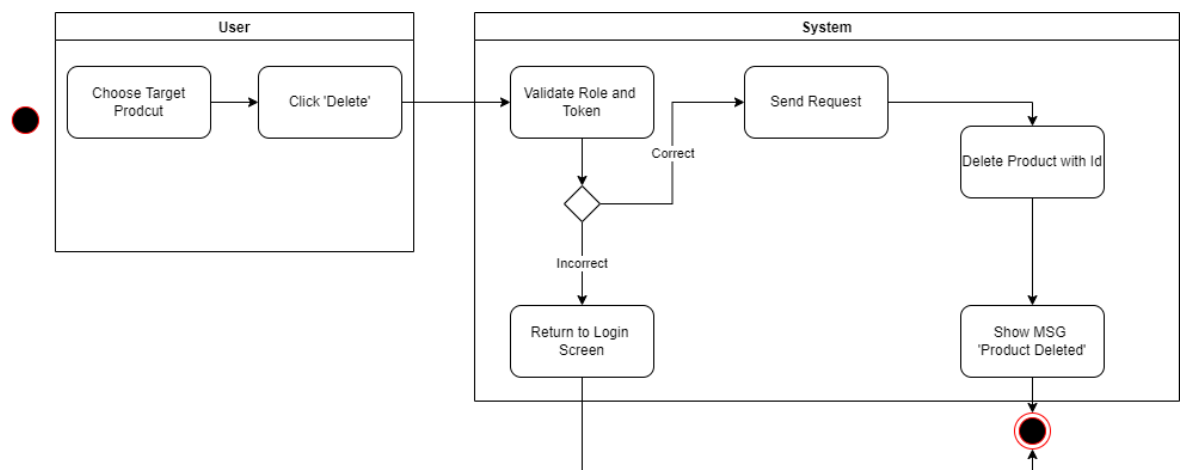 User
System
Choose Target
Prodcut
Click 'Delete'
Validate Role and
Token
Send Request
Correct
Delete Product with Id
Incorrect
Return to Login
Screen
Show MSG
'Product Deleted'